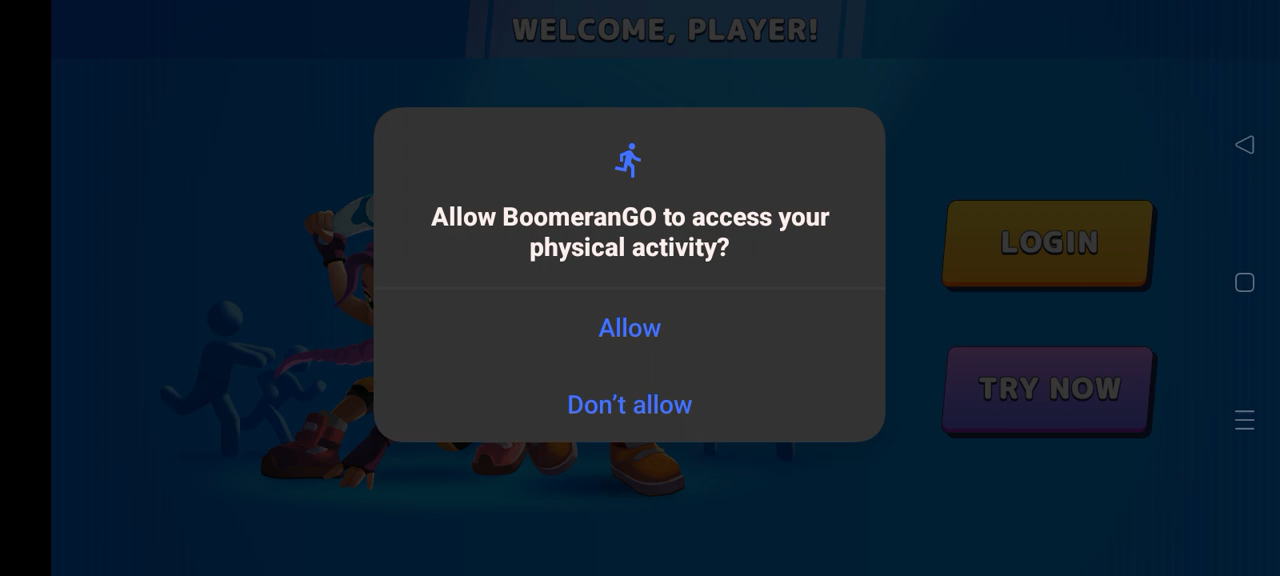 WELCOME, PLAYER!
Allow BoomeranGO to access your
physical activity?
Allow
Don’t allow
LOGIN
TRY NOW